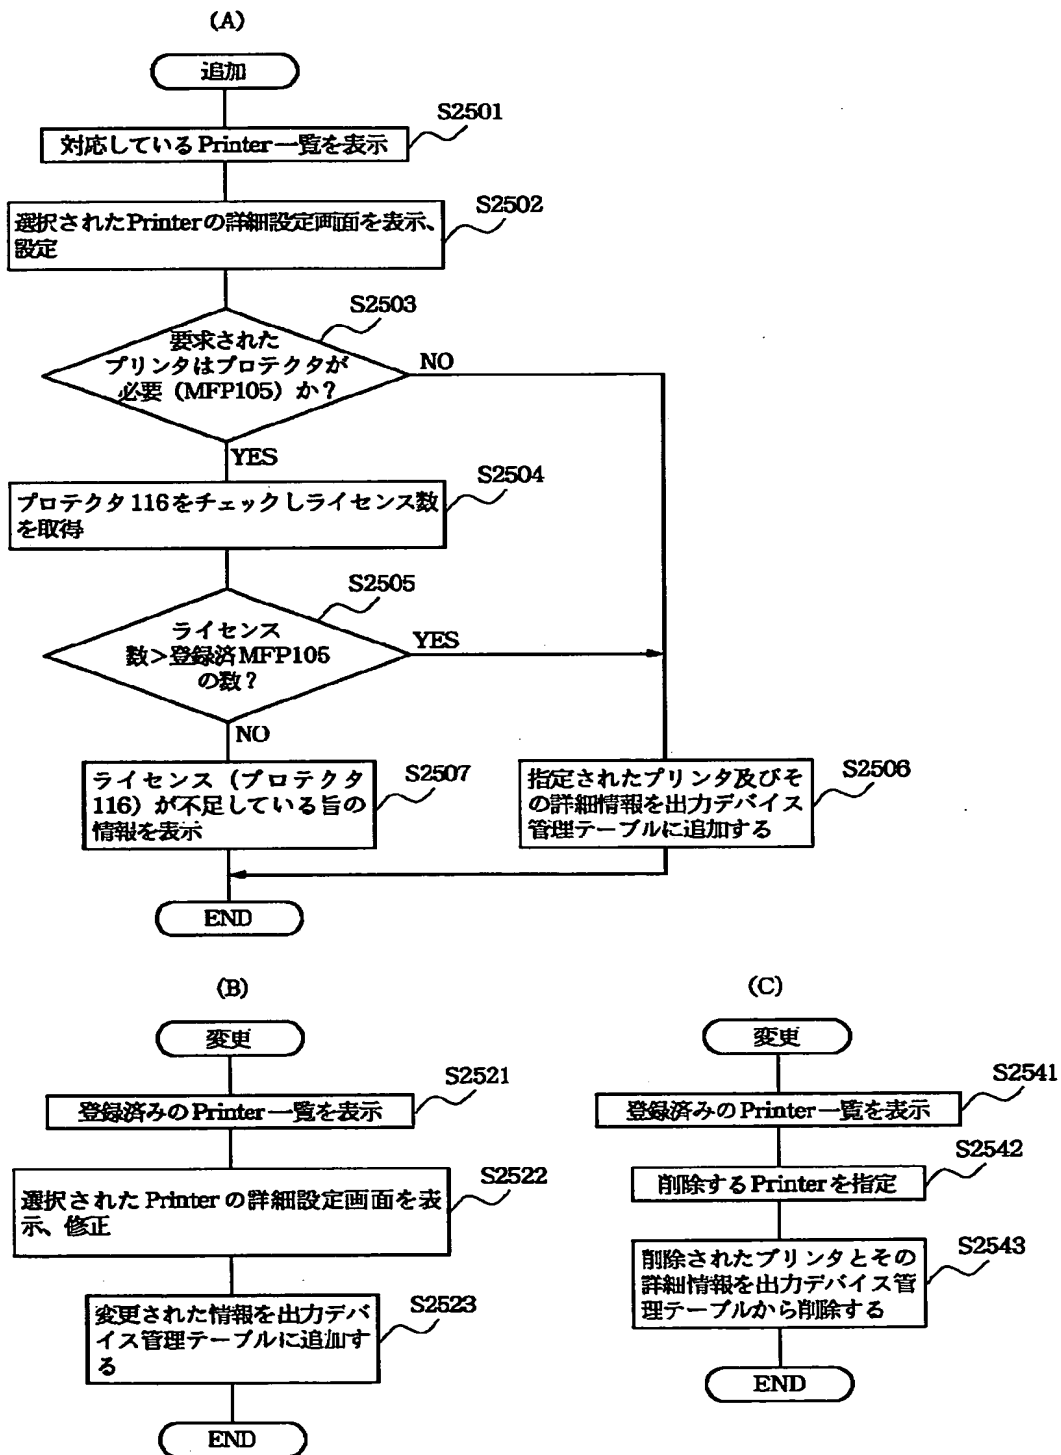 (A)
追加
S2501
対応しているPrinter一覧を表示
S2502
選択されたPrinterの詳細設定画面を表示、
設定
S2503
要求された
プリンタはプロテクタが
必要（MFP105）か？
NO
YES
S2504
プロテクタ116をチェックしライセンス数
を取得
S2505
ライセンス
数＞登録済MFP105
の数？
YES
NO
S2507
ライセンス（プロテクタ
116）が不足している旨の
情報を表示
S2506
指定されたプリンタ及びそ
の詳細情報を出力デバイス
管理テーブルに追加する
END
(B)
変更
S2521
登録済みのPrinter一覧を表示
S2522
選択されたPrinterの詳細設定画面を表
示、修正
S2523
変更された情報を出力デバ
イス管理テーブルに追加す
る
END
(C)
変更
S2541
登録済みのPrinter一覧を表示
S2542
削除するPrinterを指定
S2543
削除されたプリンタとその
詳細情報を出力デバイス管
理テーブルから削除する
END